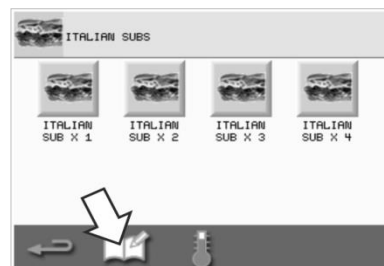 ITALIAN SUBS
ITALIAN SUB X 1
ITALIAN SUB X 2
ITALIAN SUB X 3
ITALIAN SUB X 4